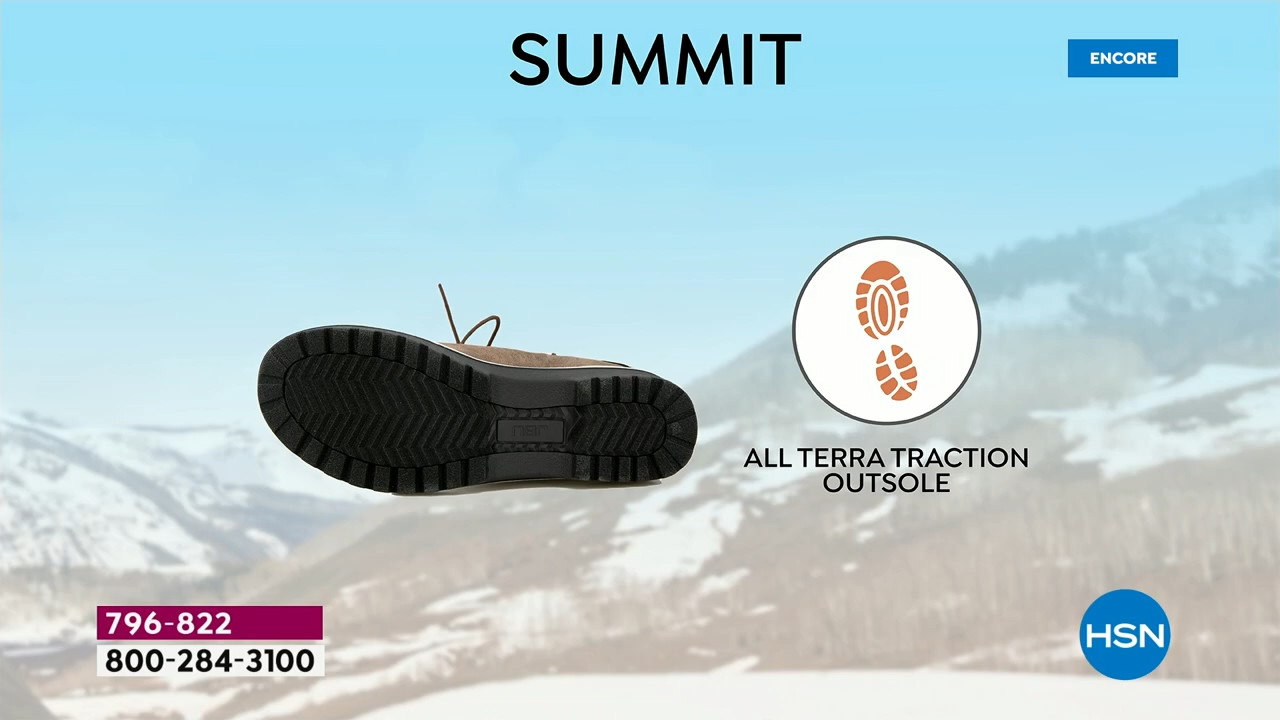 SUMMIT
ENCORE
ALL TERRA TRACTION
OUTSOLE
796-822
800-284-3100
HSN